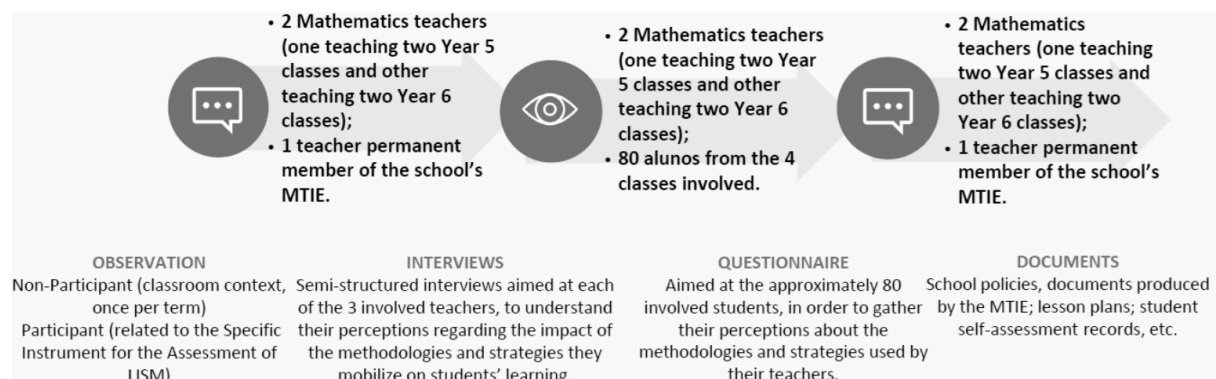 • 2 Mathematics teachers
(one teaching two Year 5
classes and other
teaching two Year 6
classes);
• 1 teacher permanent
member of the school's
MTIE.
• 2 Mathematics teachers
(one teaching two Year
5 classes and other
teaching two Year 6
classes);
• 80 alunos from the 4
classes involved.
• 2 Mathematics
teachers (one teaching
two Year 5 classes and
other teaching two
Year 6 classes);
• 1 teacher permanent
member of the school's
MTIE.
OBSERVATION
Non-Participant (classroom context,
once per term)
Participant (related to the Specific
Instrument for the Assessment of
INTERVIEWS
Semi-structured interviews aimed at each
of the 3 involved teachers, to understand
their perceptions regarding the impact of
the methodologies and strategies they
mobilize on students' learning
QUESTIONNAIRE
Aimed at the approximately 80
involved students, in order to gather
their perceptions about the
methodologies and strategies used by
their teachers.
DOCUMENTS
School policies, documents produced
by the MTIE; lesson plans; student
self-assessment records, etc.